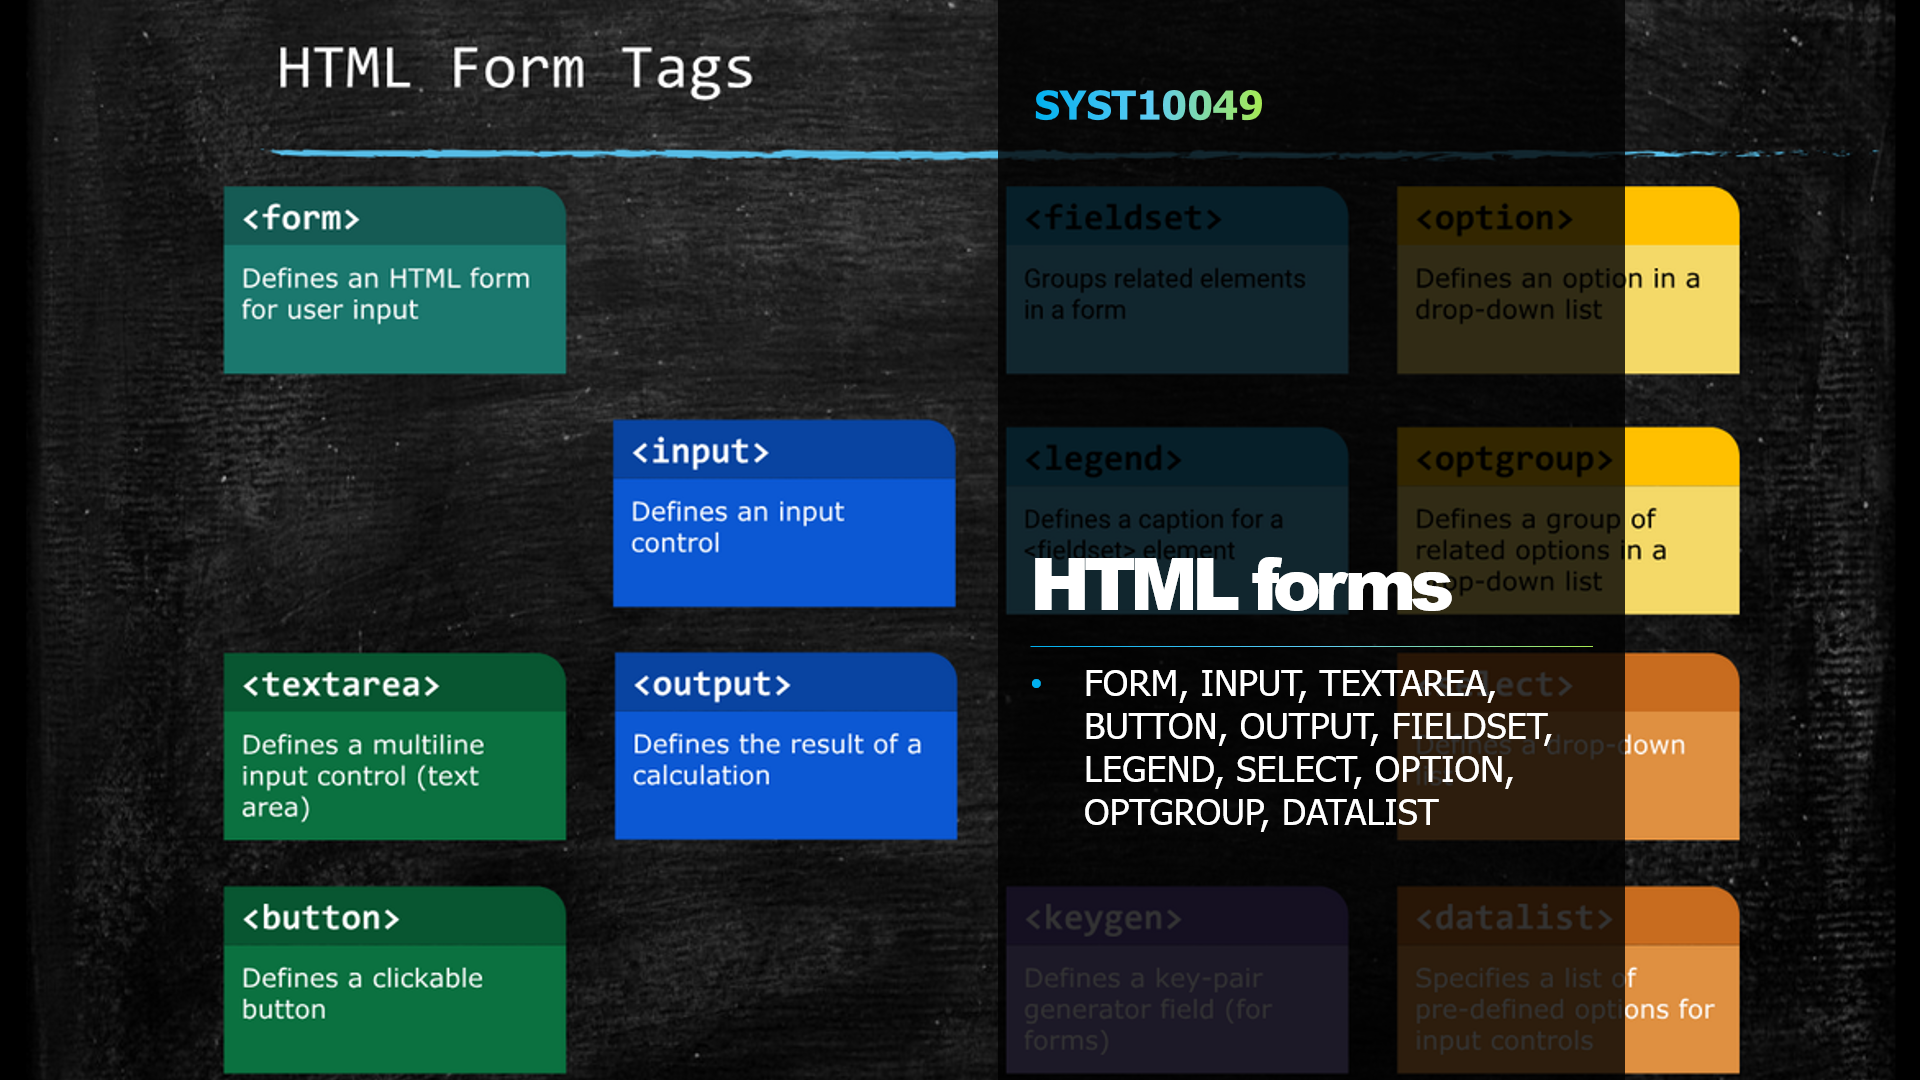 HTML Form Tags
SYST10049
<form>
Defines an HTML form
for user input
<fieldset>
Groups related elements
in a form
<option>
Defines an option in a
drop-down list
<input>
Defines an input
control
<legend>
Defines a caption for a
<fieldset> element
<optgroup>
Defines a group of
related options in a
drop-down list
HTML forms
<textarea>
Defines a multiline
input control (text
area)
<output>
Defines the result of a
calculation
Defines a drop-down
list
• FORM, INPUT, TEXTAREA,
BUTTON, OUTPUT, FIELDSET,
LEGEND, SELECT, OPTION,
OPTGROUP, DATALIST
<button>
Defines a clickable
button
<keygen>
Defines a key-pair
generator field (for
forms)
<datalist>
Specifies a list of
pre-defined options for
input controls